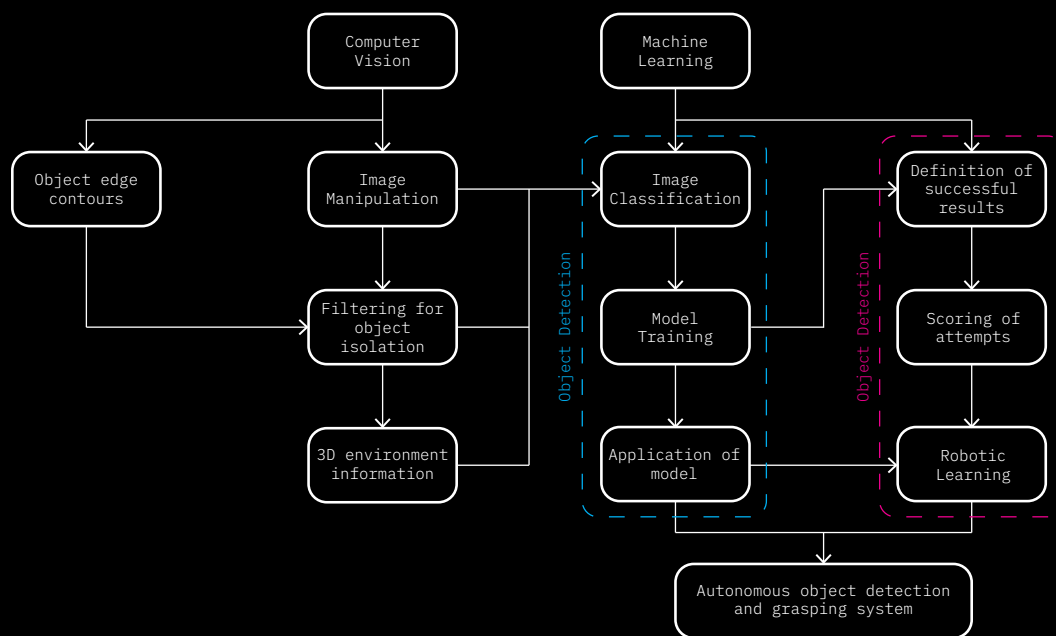 Computer
Vision
Machine
Learning
Object edge
contours
Image
Manipulation
Image
Classification
Definition of
successful
results
Object Detection
Object Detection
Filtering for
object
isolation
Model
Training
Scoring of
attempts
3D environment
information
Application of
model
Robotic
Learning
Autonomous object detection
and grasping system